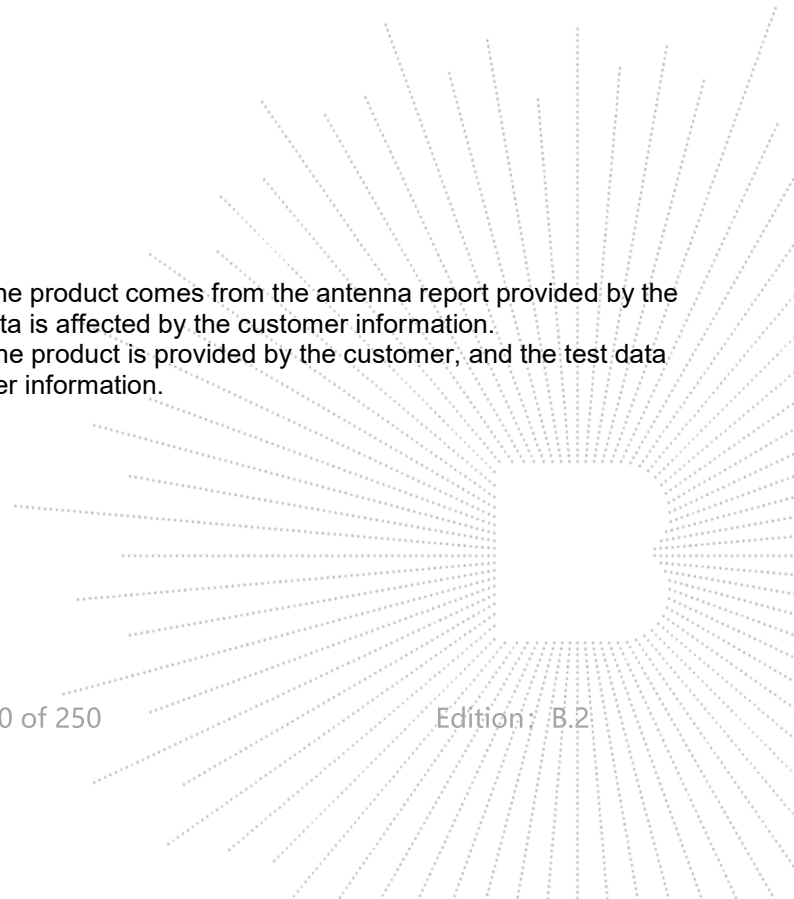 he product comes from the antenna report provided by the
ta is affected by the customer information.
he product is provided by the customer, and the test data
er information.
0 of 250 Edition：B.2